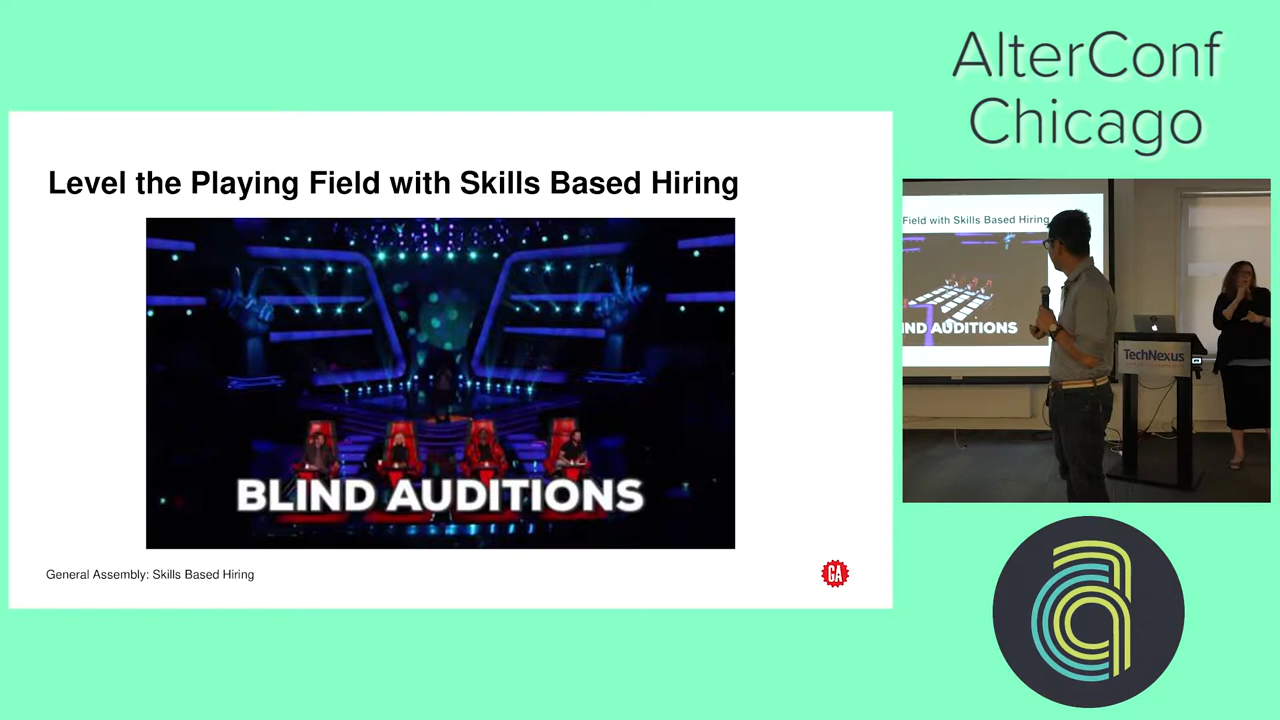 AlterConf
Chicago
Level the Playing Field with Skills Based Hiring
BLIND AUDITIONS
General Assembly: Skills Based Hiring
GA
Field with Skills Based Hiring
IND AUDITIONS
TechNexus